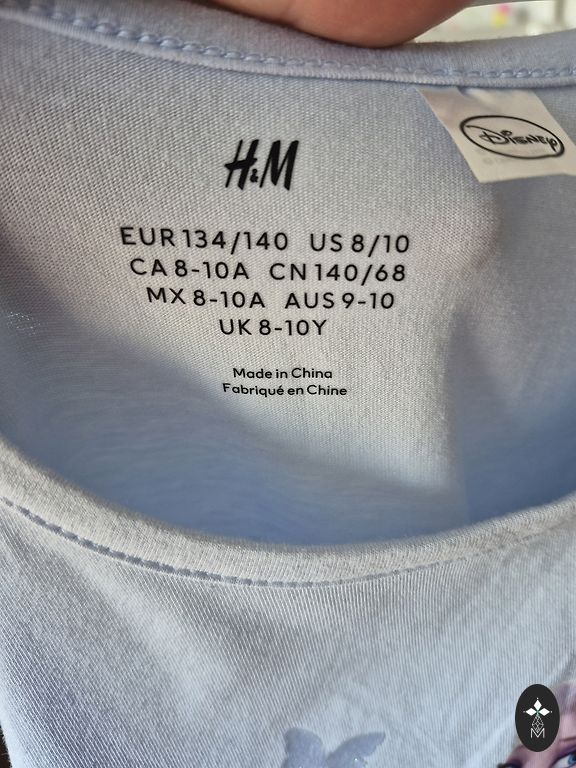 Disney
H&M
EUR 134/140 US 8/10
CA 8-10A CN 140/68
MX 8-10A AUS 9-10
UK 8-10Y
Made in China
Fabriqué en Chine
M